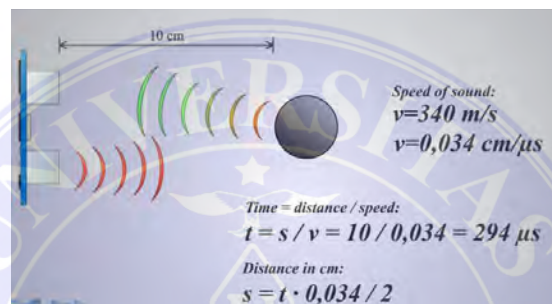 10 cm
Speed of sound:
v=340 m/s
v=0,034 cm/μs
Time = distance / speed:
t = s / v = 10 / 0,034 = 294 μs
Distance in cm:
s = t · 0,034 / 2
UNIVERSITAS